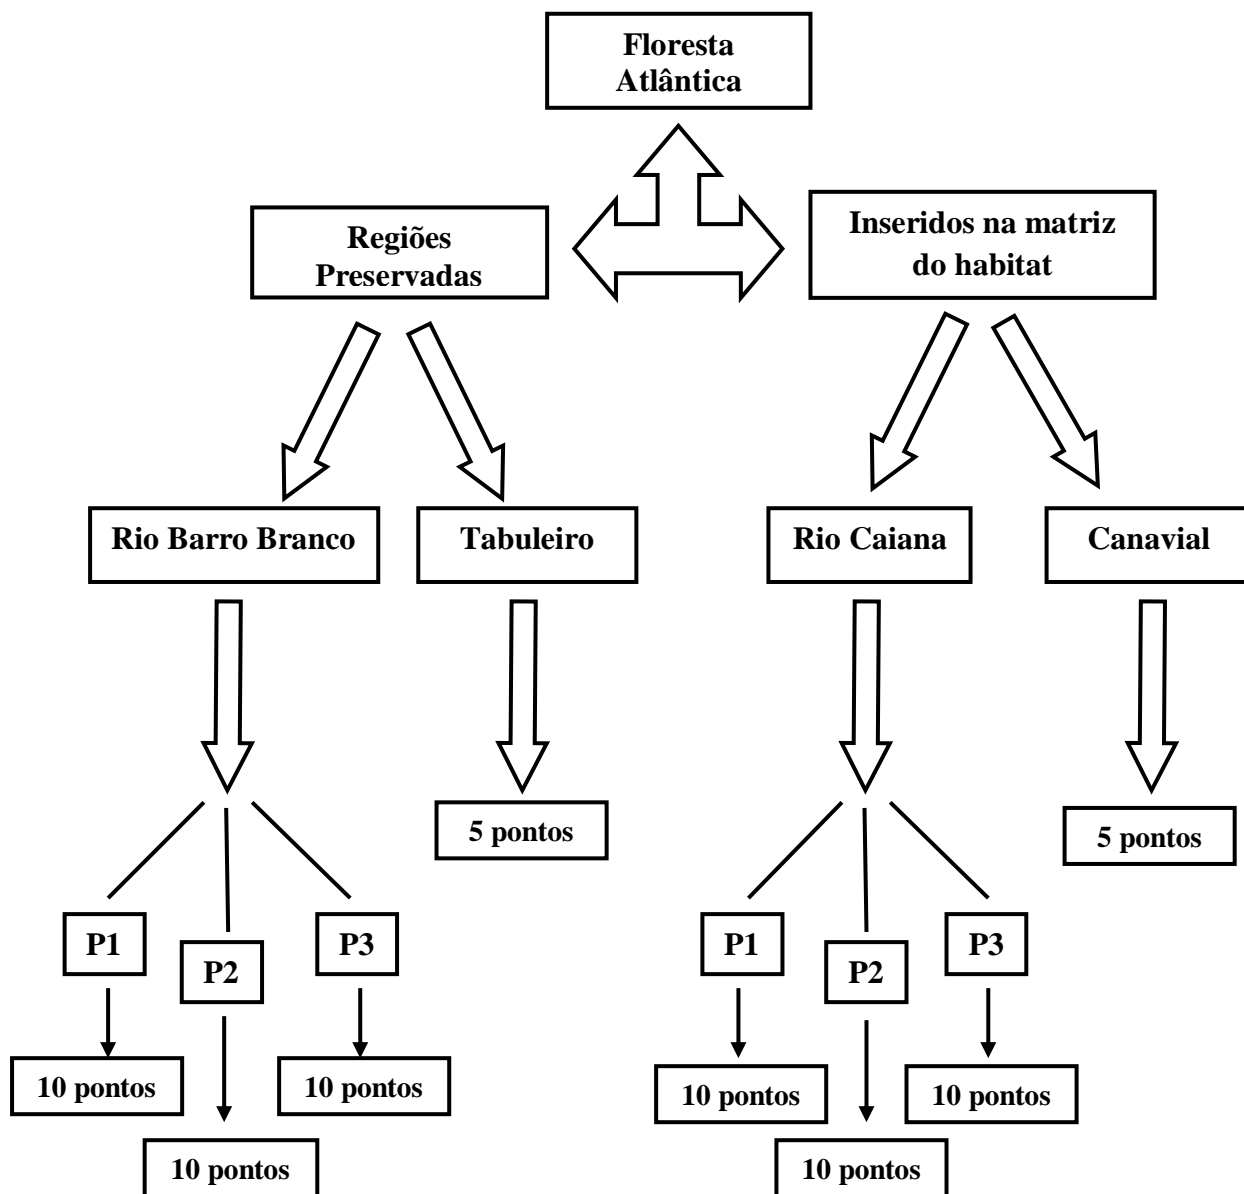 Floresta
Atlântica
Regiões
Preservadas
Inseridos na matriz
do habitat
Rio Barro Branco
Tabuleiro
Rio Caiana
Canavial
5 pontos
5 pontos
P1
P2
P3
P1
P2
P3
10 pontos
10 pontos
10 pontos
10 pontos
10 pontos
10 pontos